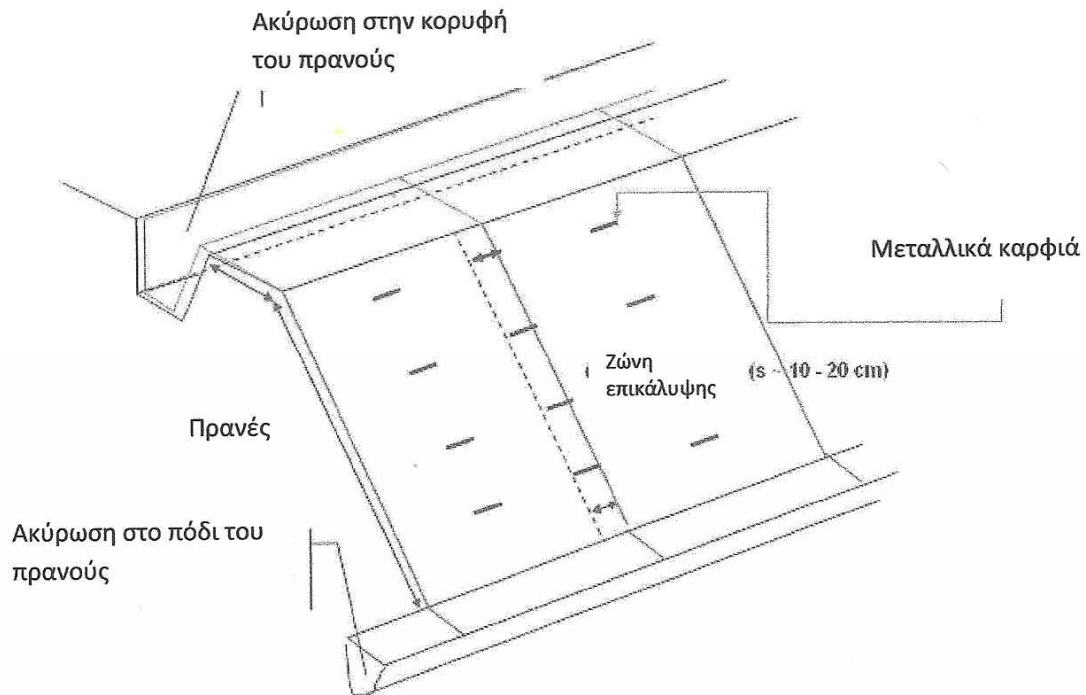 Ακύρωση στην κορυφή
του πρανούς
Μεταλλικά καρφιά
Ζώνη
επικάλυψης
(s ~ 10 - 20 cm)
Πρανές
Ακύρωση στο πόδι του
πρανούς